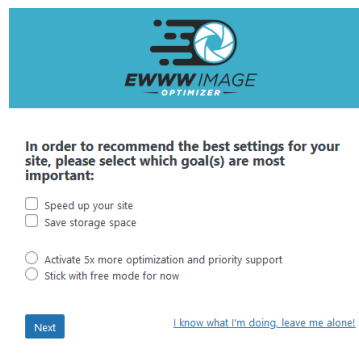 EWWW IMAGE
OPTIMIZER
In order to recommend the best settings for your
site, please select which goal(s) are most
important:
Speed up your site
Save storage space
Activate 5x more optimization and priority support
Stick with free mode for now
Next
I know what I'm doing, leave me alone!